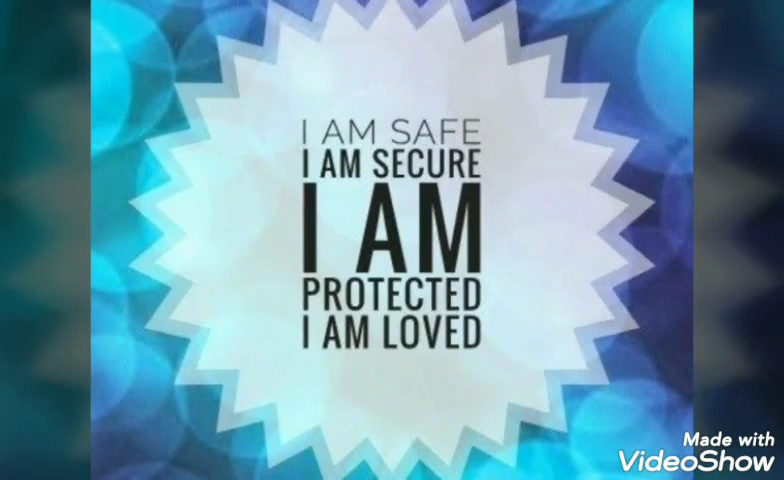 I AM SAFE
I AM SECURE
I AM
PROTECTED
I AM LOVED
Made with
VideoShow